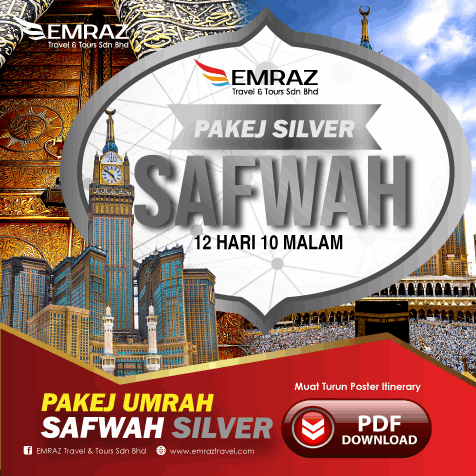 EMRAZ
Travel & Tours Sdn Bhd
EMRAZ
Travel & Tours Sdn Bhd
PAKEJ SILVER
SAFWAH
12 HARI 10 MALAM
Muat Turun Poster Itinerary
PAKEJ UMRAH
SAFWAH SILVER
PDF
DOWNLOAD
EMRAZ Travel & Tours Sdn Bhd
www.emraztravel.com